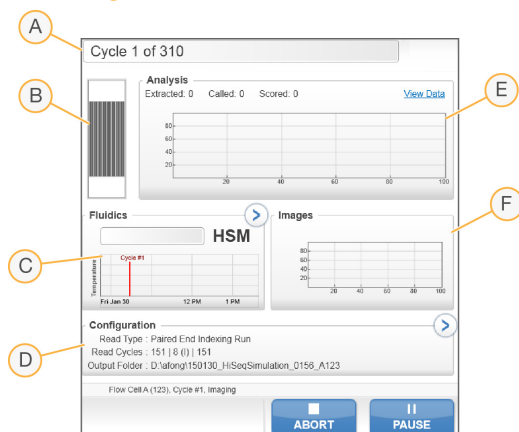 A
Cycle 1 of 310
B
Analysis
Extracted: 0 Called: 0 Scored: 0 View Data
E
80
60
40
20
20 40 60 80 100
Fluidics
HSM
Images
F
C
Cycle #1
Temperature
Fri Jan 30 12 PM 1 PM
80
60
40
20
20 40 60 80 100
Configuration
D
Read Type : Paired End Indexing Run
Read Cycles : 151 | 8 (I) | 151
Output Folder : D:\afong\150130_HiSeqSimulation_0156_A123
Flow Cell A (123), Cycle #1, Imaging
ABORT PAUSE